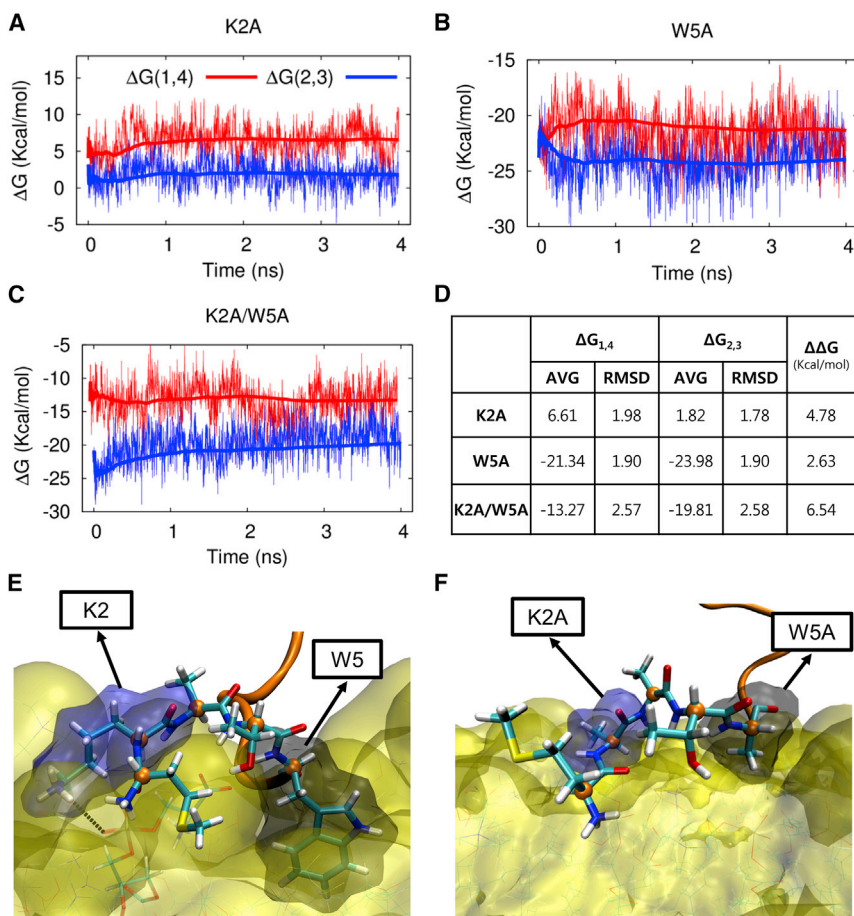 A
K2A
ΔG(1,4) ΔG(2,3)
15
10
5
0
-5
ΔG (Kcal/mol)
0 1 2 3 4
Time (ns)
B
W5A
-15
-20
-25
-30
ΔG (Kcal/mol)
0 1 2 3 4
Time (ns)
C
K2A/W5A
-5
-10
-15
-20
-25
-30
ΔG (Kcal/mol)
0 1 2 3 4
Time (ns)
D
ΔG1,4 ΔG2,3 ΔΔG
(Kcal/mol)
AVG RMSD AVG RMSD
K2A 6.61 1.98 1.82 1.78 4.78
W5A -21.34 1.90 -23.98 1.90 2.63
K2A/W5A -13.27 2.57 -19.81 2.58 6.54
E
K2
W5
F
K2A
W5A